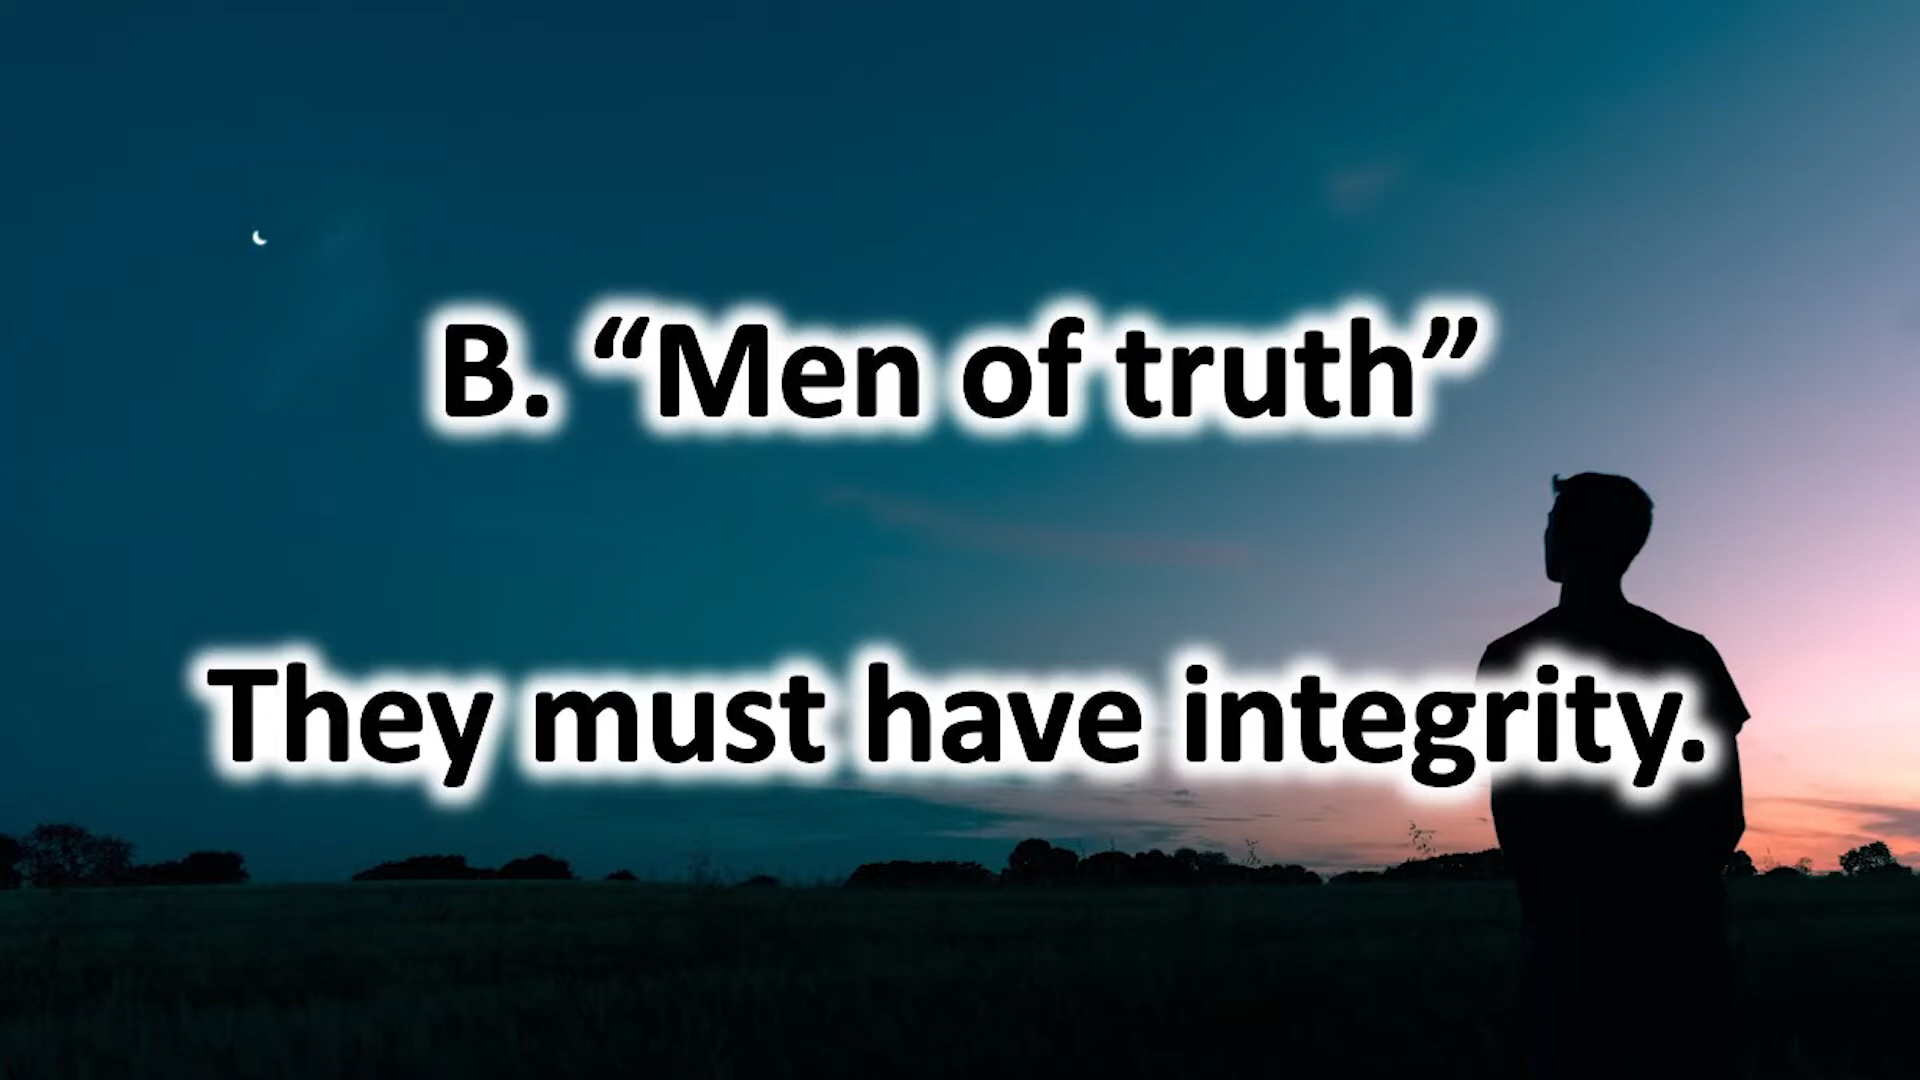 B. “Men of truth”
They must have integrity.